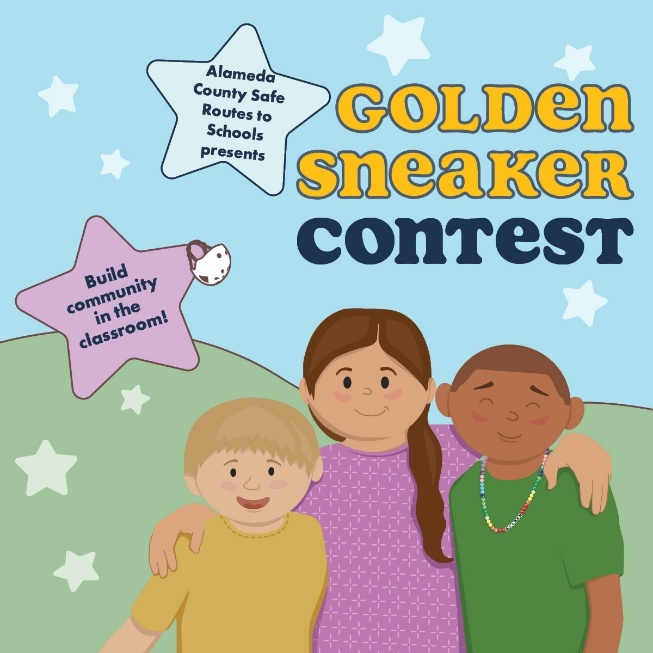 Alameda
County Safe
Routes to
Schools
presents
GOLDEN
SNEAKER
CONTEST
Build
community
in the
classroom!